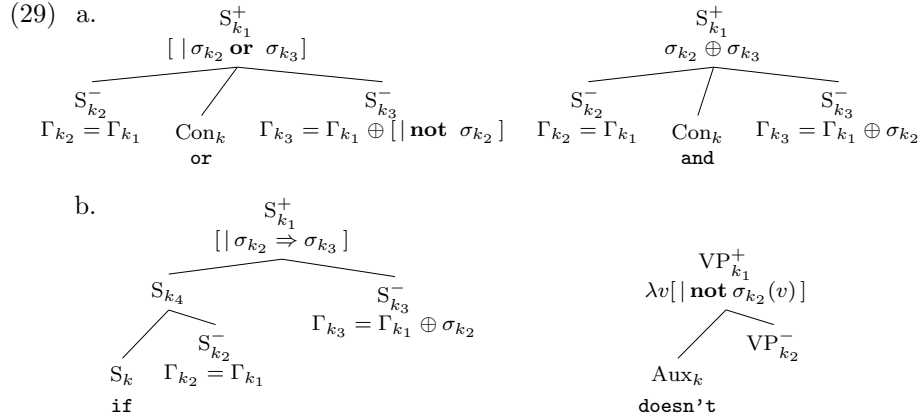 (29) a.
S⁺ₖ₁ S⁺ₖ₁
[ | σₖ₂ or σₖ₃ ] σₖ₂ ⊕ σₖ₃
S⁻ₖ₂ S⁻ₖ₃ S⁻ₖ₂ S⁻ₖ₃
Γₖ₂ = Γₖ₁ Conₖ Γₖ₃ = Γₖ₁ ⊕ [ | not σₖ₂ ] Γₖ₂ = Γₖ₁ Conₖ Γₖ₃ = Γₖ₁ ⊕ σₖ₂
or and
b.
S⁺ₖ₁
[ | σₖ₂ ⇒ σₖ₃ ]
VP⁺ₖ₁
Sₖ₄ S⁻ₖ₃ λv[ | not σₖ₂(v) ]
Γₖ₃ = Γₖ₁ ⊕ σₖ₂
S⁻ₖ₂ VP⁻ₖ₂
Sₖ Γₖ₂ = Γₖ₁ Auxₖ
if doesn't